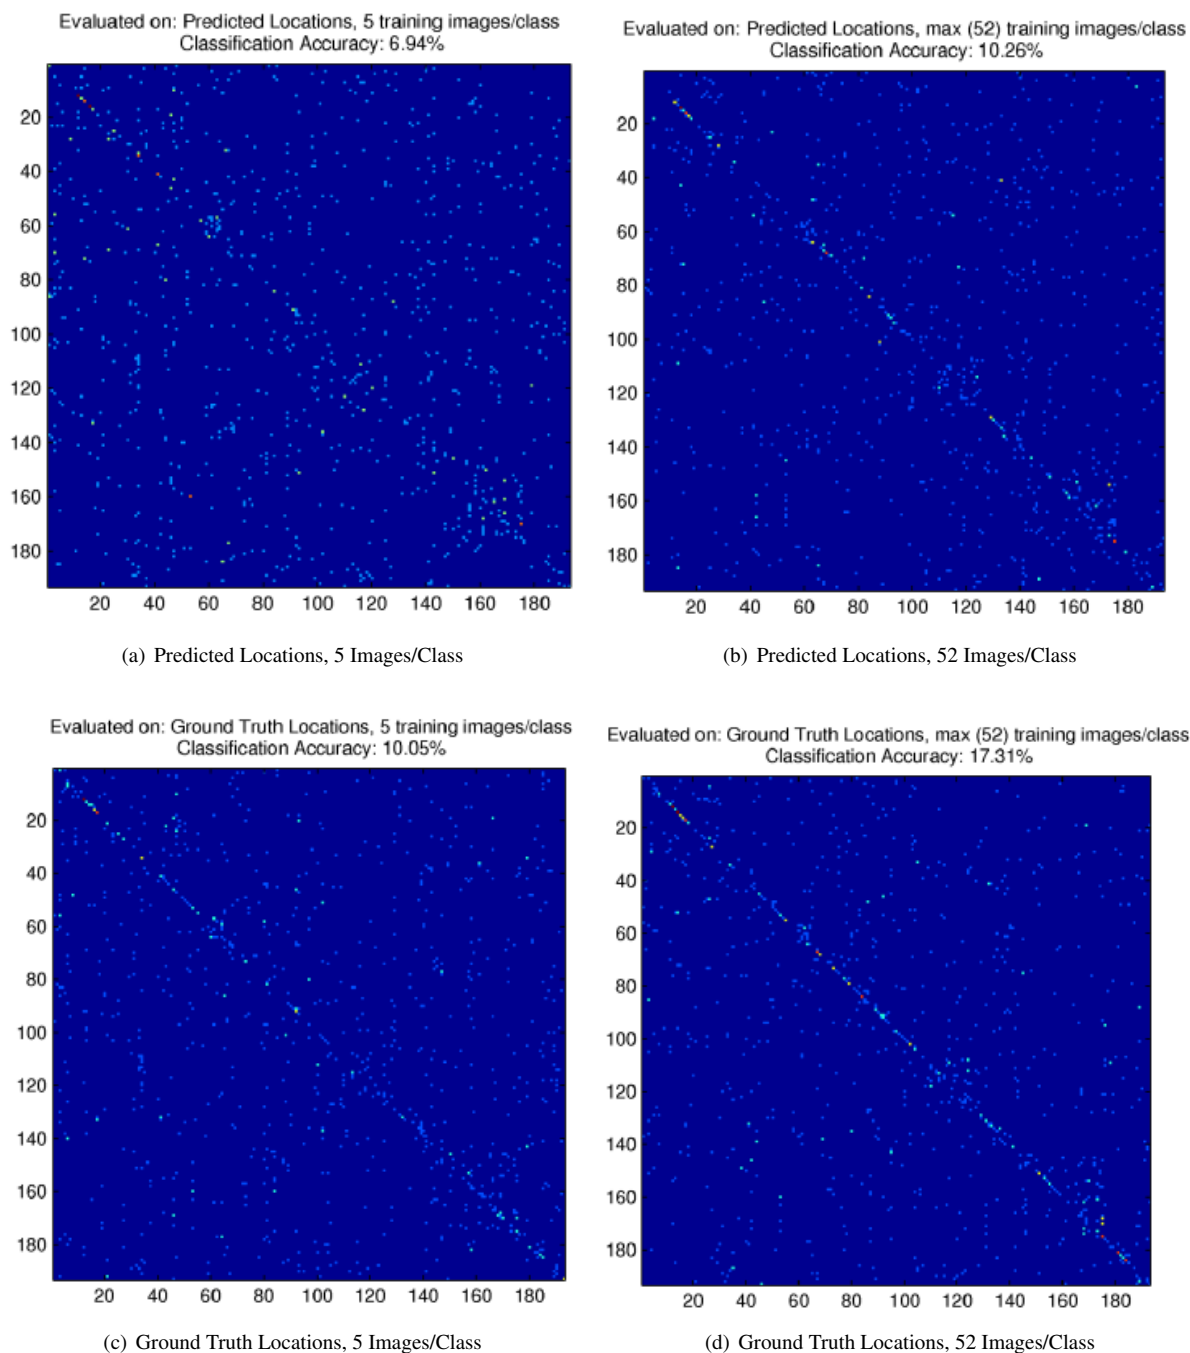 Evaluated on: Predicted Locations, 5 training images/class
Classification Accuracy: 6.94%
20
40
60
80
100
120
140
160
180
20 40 60 80 100 120 140 160 180
(a) Predicted Locations, 5 Images/Class
Evaluated on: Predicted Locations, max (52) training images/class
Classification Accuracy: 10.26%
20
40
60
80
100
120
140
160
180
20 40 60 80 100 120 140 160 180
(b) Predicted Locations, 52 Images/Class
Evaluated on: Ground Truth Locations, 5 training images/class
Classification Accuracy: 10.05%
20
40
60
80
100
120
140
160
180
20 40 60 80 100 120 140 160 180
(c) Ground Truth Locations, 5 Images/Class
Evaluated on: Ground Truth Locations, max (52) training images/class
Classification Accuracy: 17.31%
20
40
60
80
100
120
140
160
180
20 40 60 80 100 120 140 160 180
(d) Ground Truth Locations, 52 Images/Class